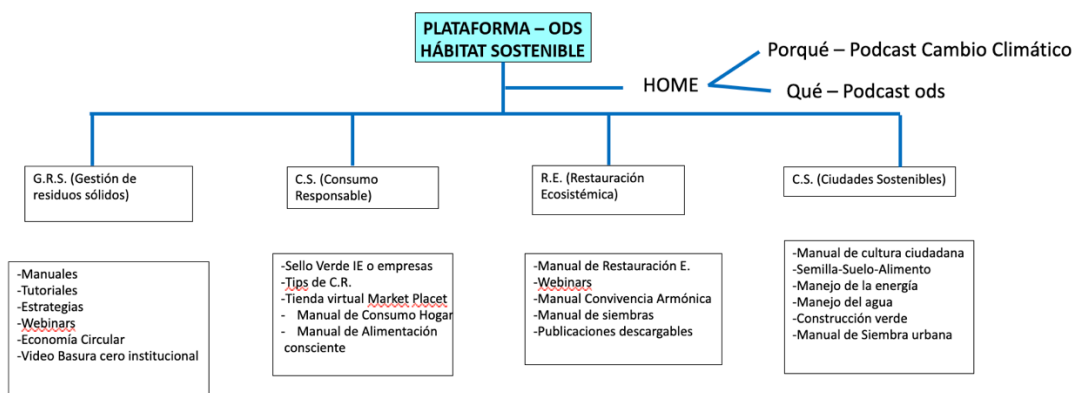 PLATAFORMA – ODS
HÁBITAT SOSTENIBLE
HOME
Porqué – Podcast Cambio Climático
Qué – Podcast ods
G.R.S. (Gestión de
residuos sólidos)
C.S. (Consumo
Responsable)
R.E. (Restauración
Ecosistémica)
C.S. (Ciudades Sostenibles)
-Manuales
-Tutoriales
-Estrategias
-Webinars
-Economía Circular
-Video Basura cero institucional
-Sello Verde IE o empresas
-Tips de C.R.
-Tienda virtual Market Placet
- Manual de Consumo Hogar
- Manual de Alimentación
consciente
-Manual de Restauración E.
-Webinars
-Manual Convivencia Armónica
-Manual de siembras
-Publicaciones descargables
-Manual de cultura ciudadana
-Semilla-Suelo-Alimento
-Manejo de la energía
-Manejo del agua
-Construcción verde
-Manual de Siembra urbana